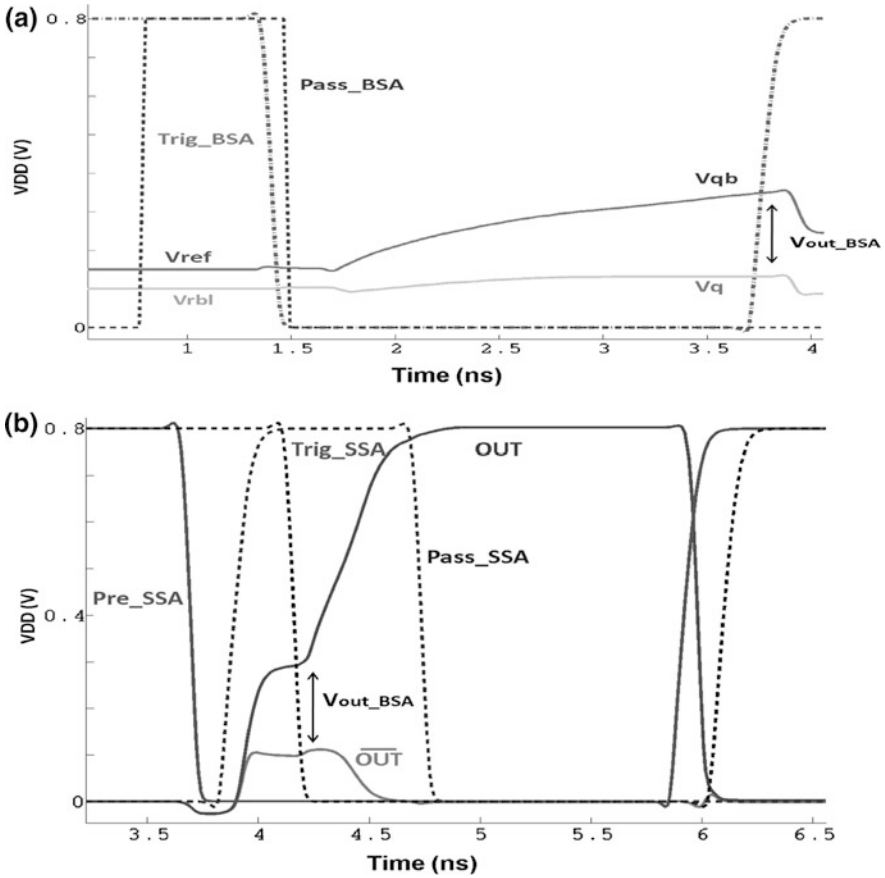 (a)
0.8
Pass_BSA
Trig_BSA
VDD (V)
Vqb
Vref
Vout_BSA
Vrbl
Vq
0
1 1.5 2 2.5 3 3.5 4
Time (ns)
(b)
0.8
Trig_SSA
OUT
Pass_SSA
Pre_SSA
VDD (V)
0.4
Vout_BSA
OUT
0
3.5 4 4.5 5 5.5 6 6.5
Time (ns)